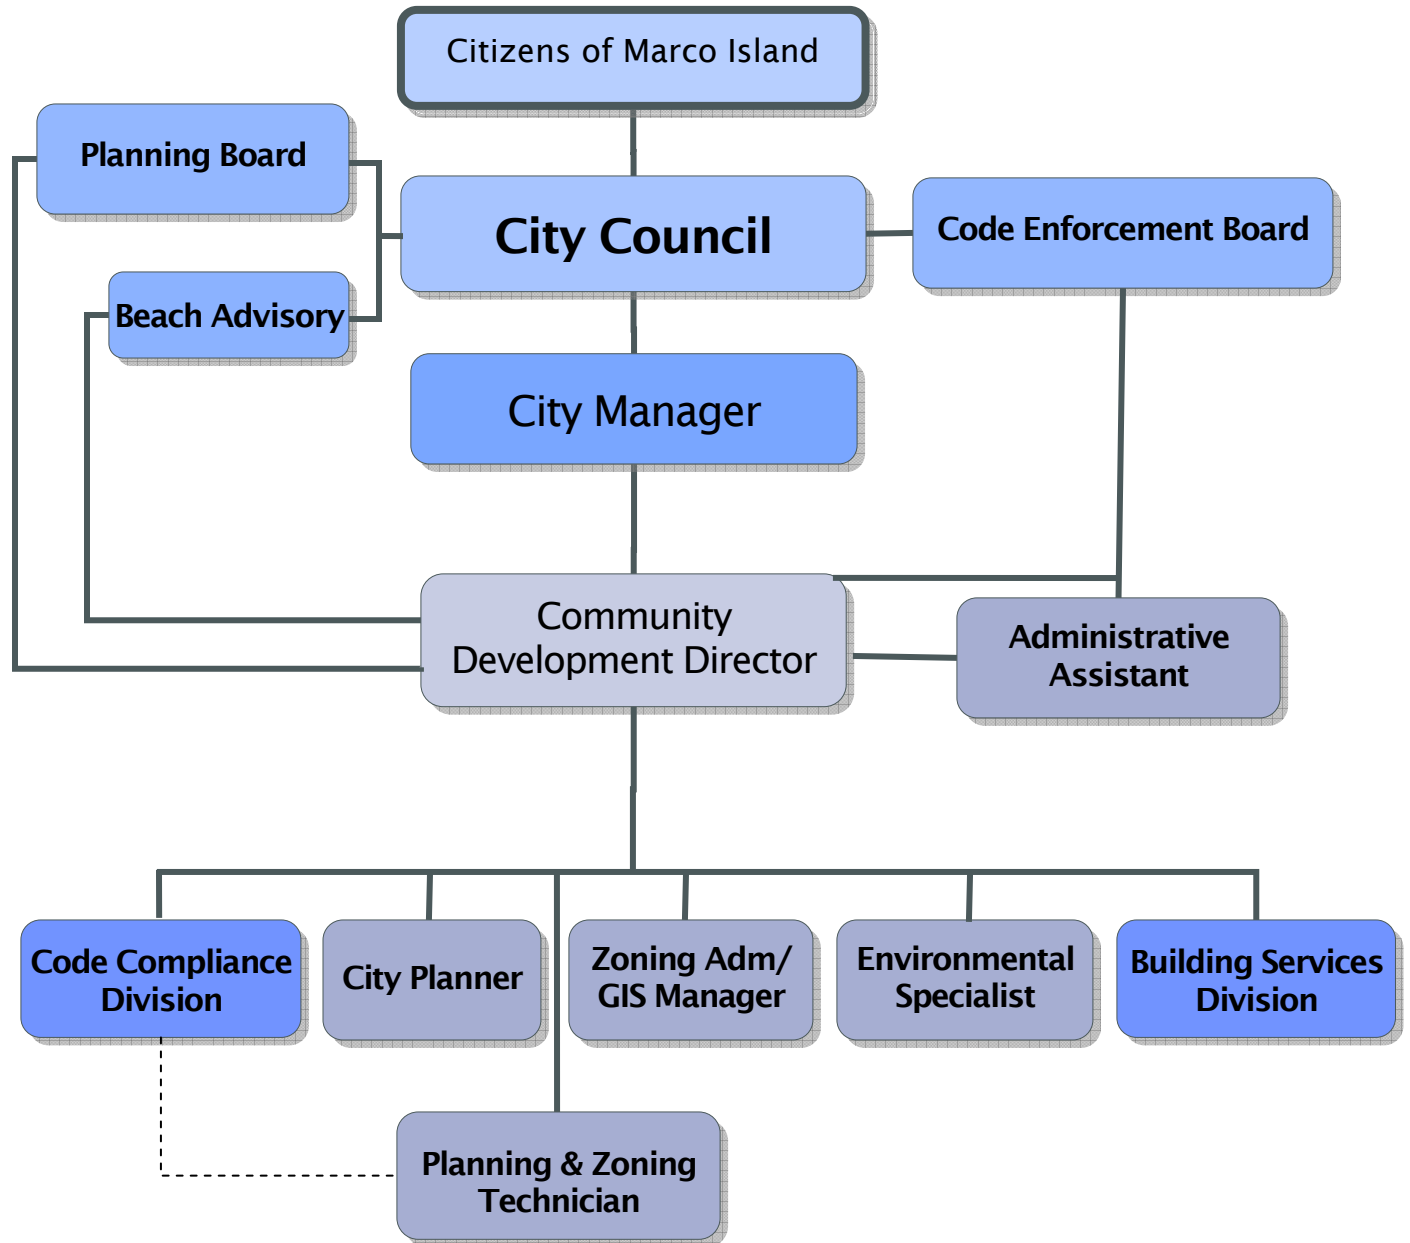 Citizens of Marco Island
Planning Board
City Council
Code Enforcement Board
Beach Advisory
City Manager
Community
Development Director
Administrative
Assistant
Code Compliance
Division
City Planner
Zoning Adm/
GIS Manager
Environmental
Specialist
Building Services
Division
Planning & Zoning
Technician